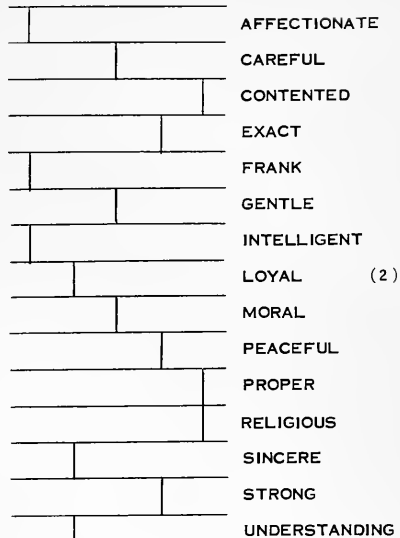 AFFECTIONATE
CAREFUL
CONTENTED
EXACT
FRANK
GENTLE
INTELLIGENT
LOYAL (2)
MORAL
PEACEFUL
PROPER
RELIGIOUS
SINCERE
STRONG
UNDERSTANDING